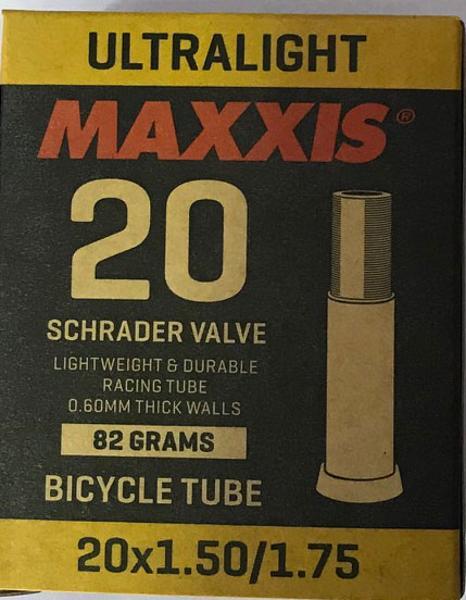 ULTRALIGHT
MAXXIS®
20
SCHRADER VALVE
LIGHTWEIGHT & DURABLE
RACING TUBE
0.60MM THICK WALLS
82 GRAMS
BICYCLE TUBE
20x1.50/1.75